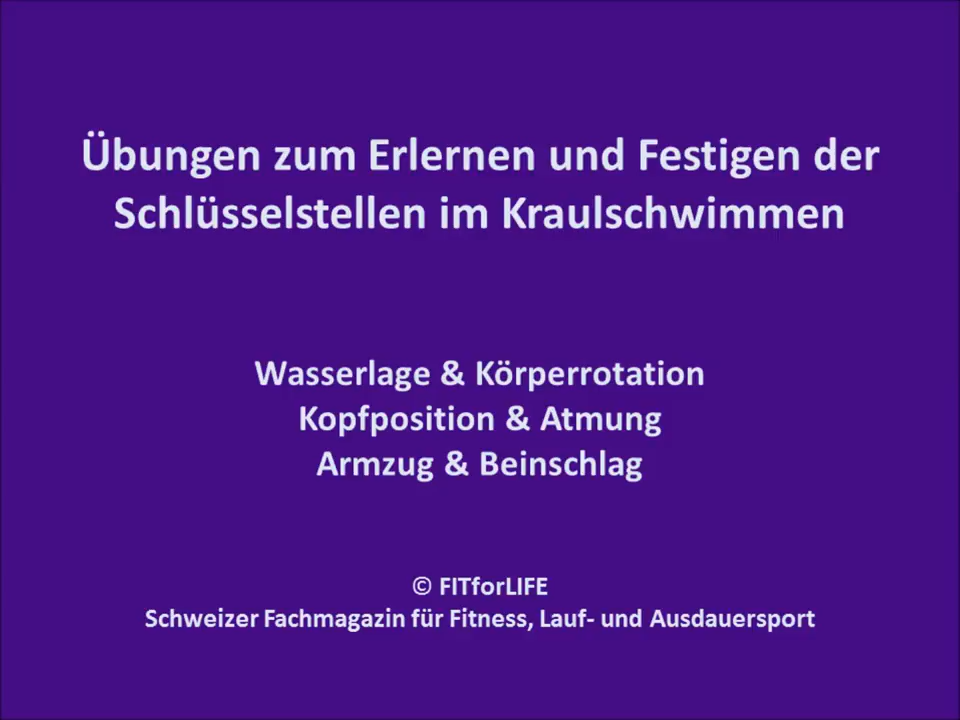 Übungen zum Erlernen und Festigen der
Schlüsselstellen im Kraulschwimmen
Wasserlage & Körperrotation
Kopfposition & Atmung
Armzug & Beinschlag
© FITforLIFE
Schweizer Fachmagazin für Fitness, Lauf- und Ausdauersport